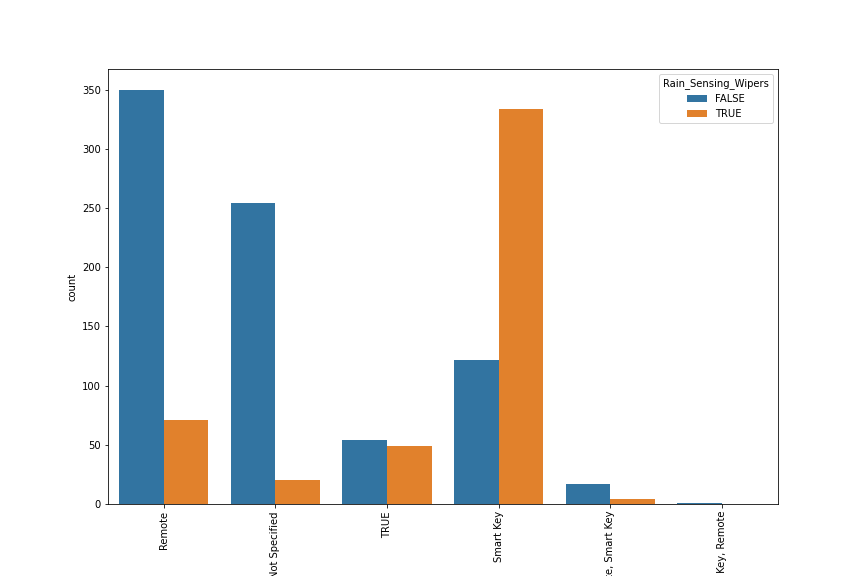 Rain_Sensing_Wipers
FALSE
TRUE
350
300
250
200
150
100
50
0
count
Remote
Not Specified
TRUE
Smart Key
, Smart Key
Key, Remote